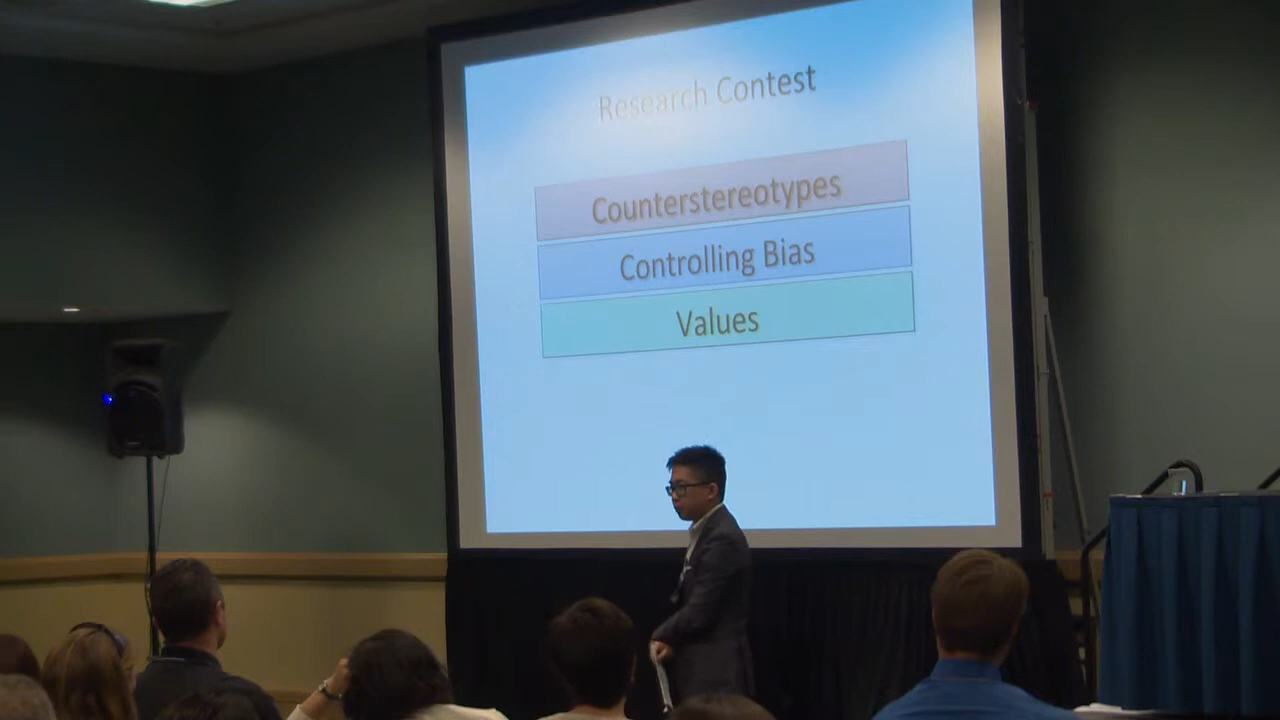 Research Contest
Counterstereotypes
Controlling Bias
Values